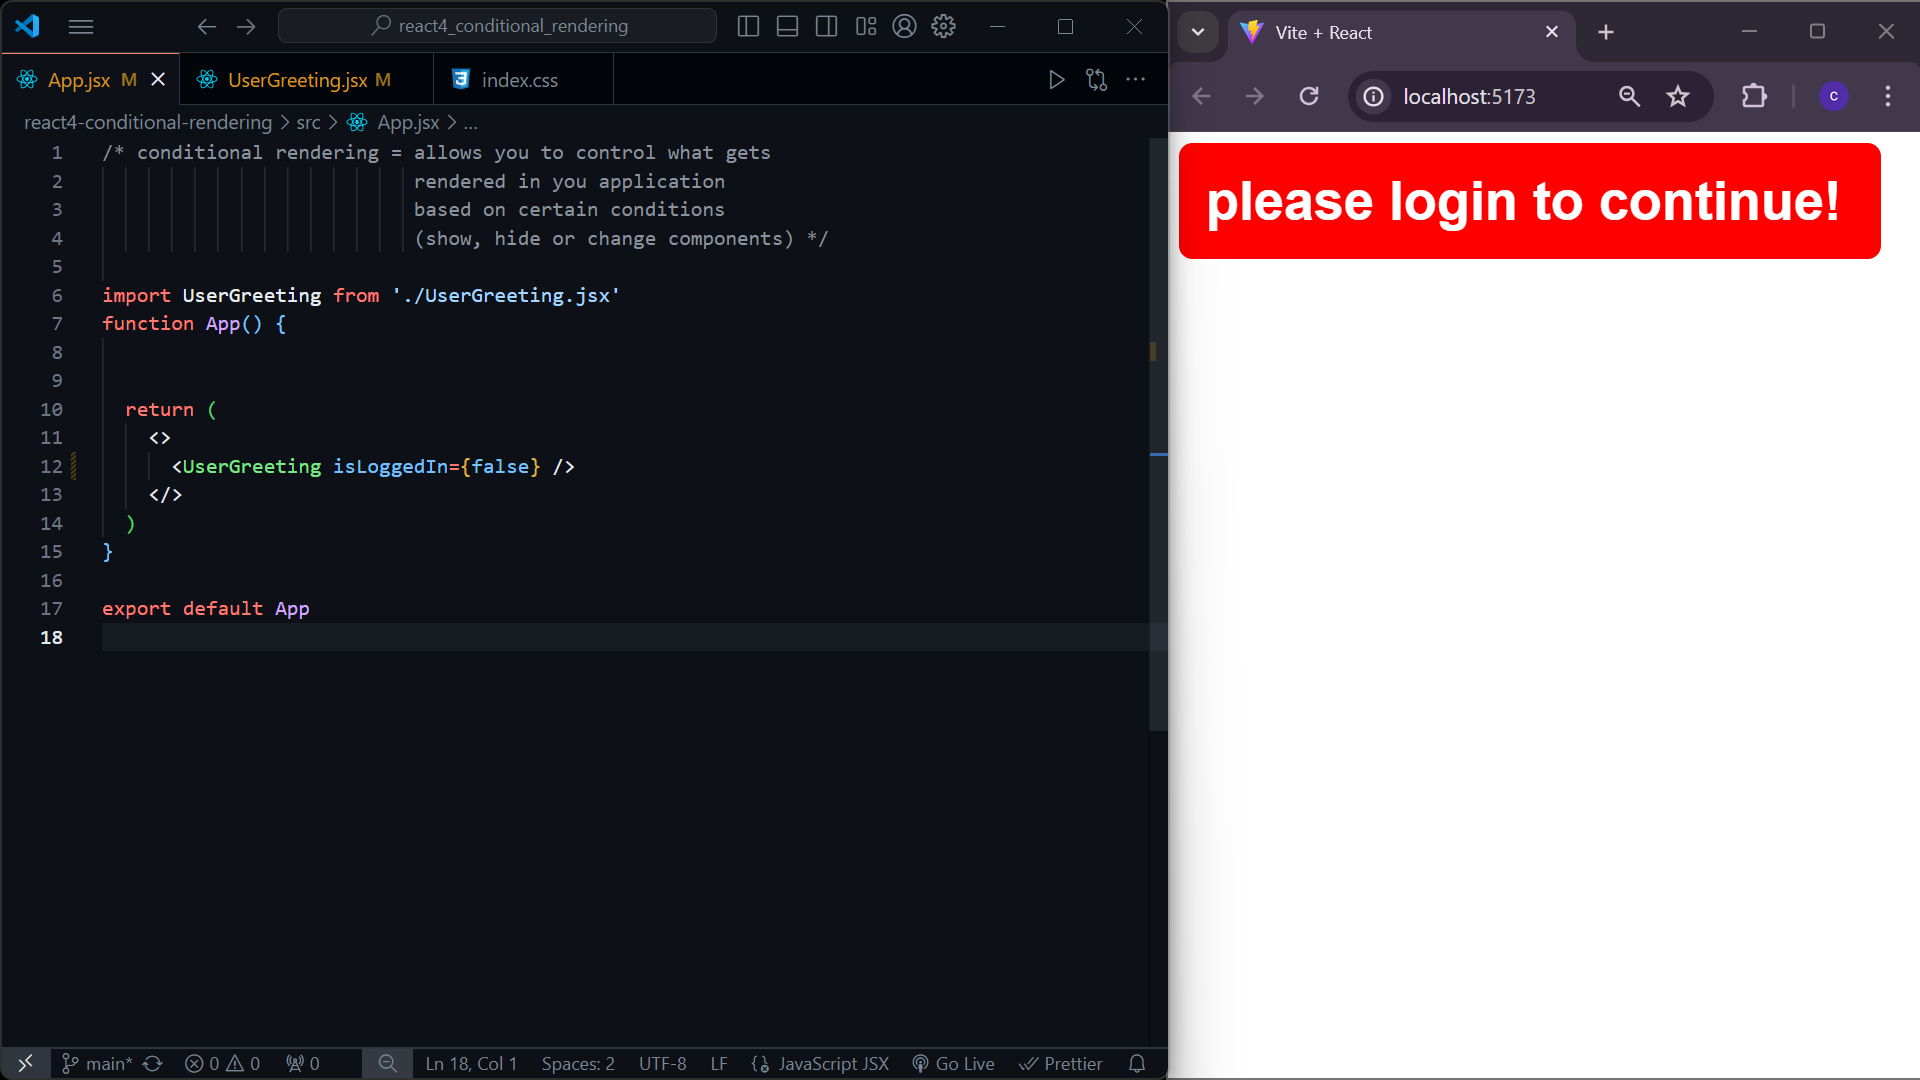 react4_conditional_rendering
App.jsx M
UserGreeting.jsx M
index.css
react4-conditional-rendering > src > App.jsx > ...
1 /* conditional rendering = allows you to control what gets
2 rendered in you application
3 based on certain conditions
4 (show, hide or change components) */
5
6 import UserGreeting from './UserGreeting.jsx'
7 function App() {
8
9
10 return (
11 <>
12 <UserGreeting isLoggedIn={false} />
13 </>
14 )
15 }
16
17 export default App
18
main*
0
0
0
Ln 18, Col 1
Spaces: 2
UTF-8
LF
JavaScript JSX
Go Live
Prettier
Vite + React
localhost:5173
c
please login to continue!